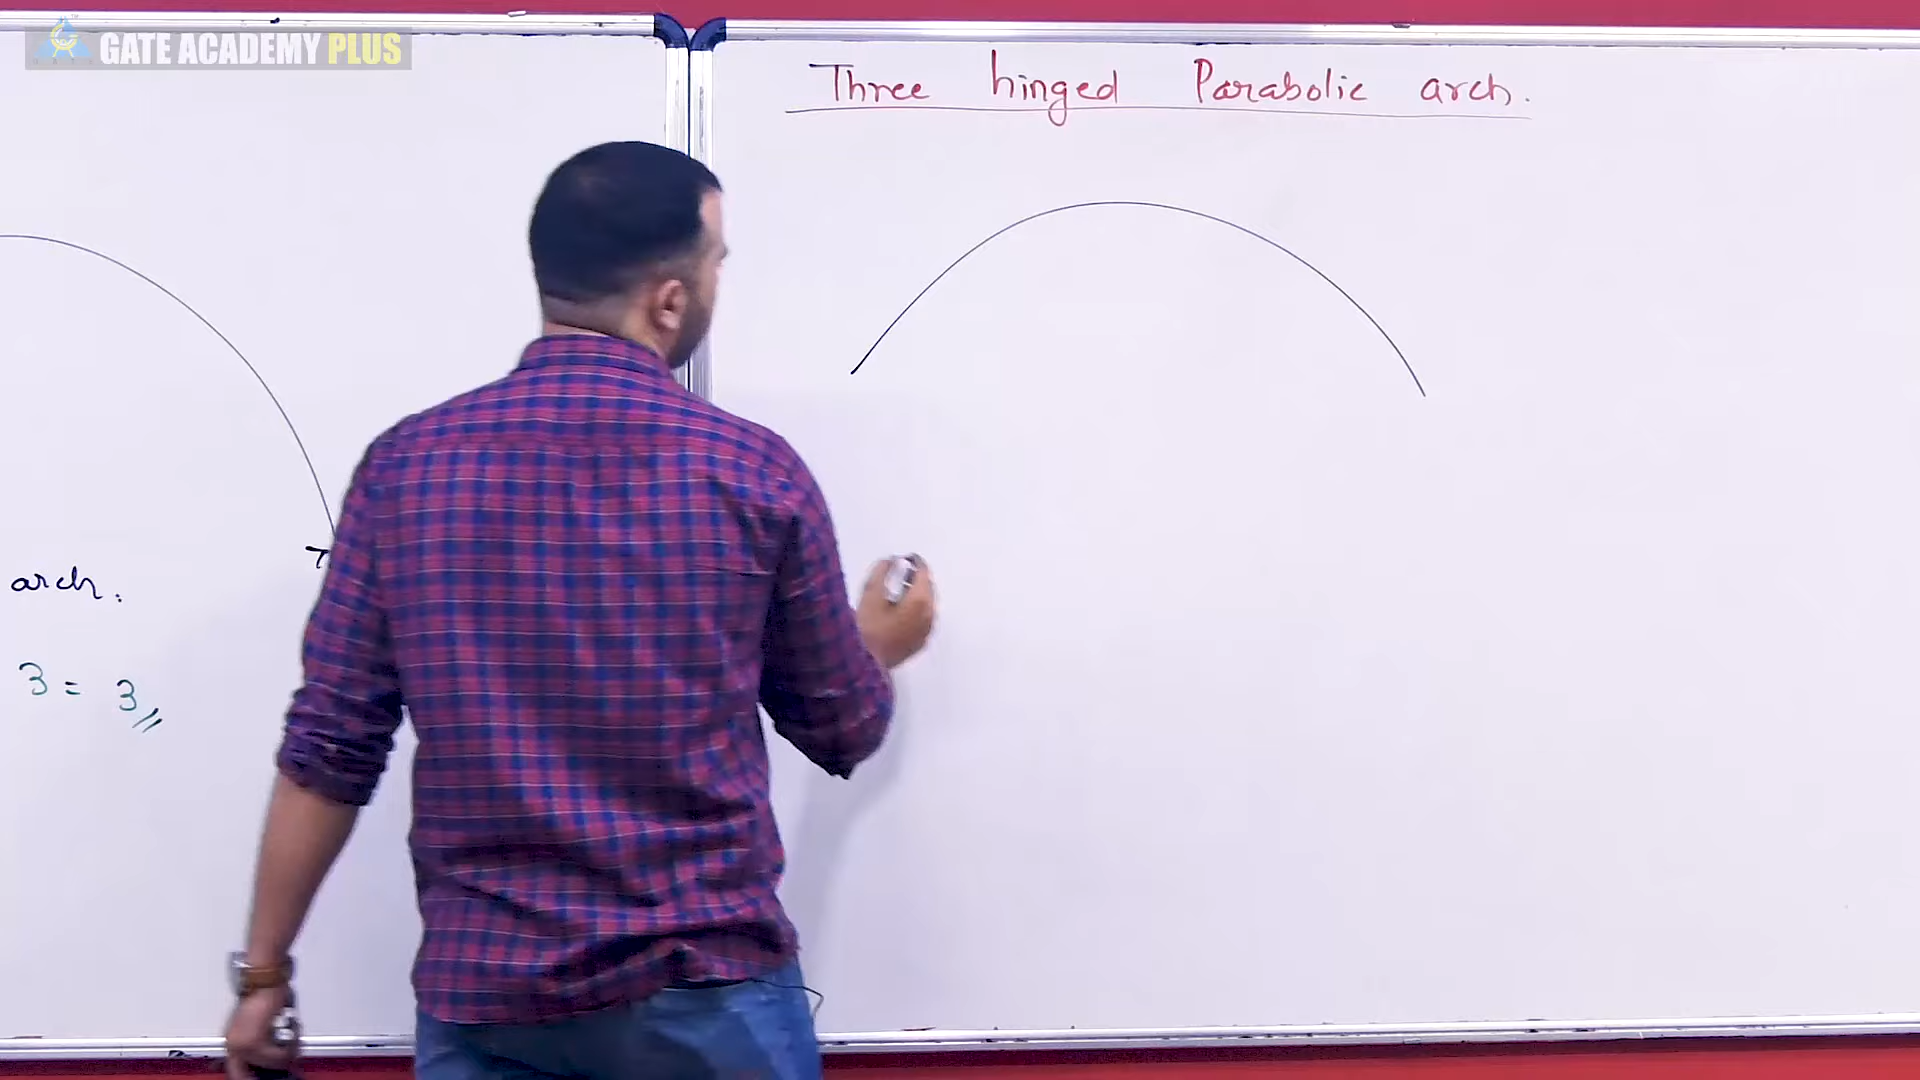 GATE ACADEMY PLUS
Three hinged Parabolic arch.
arch.
3 = 3